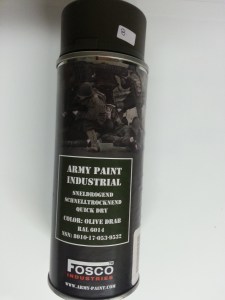 ARMY PAINT
INDUSTRIAL
SNELDROGEND
SCHNELLTROCKNEND
QUICK DRY
COLOR: OLIVE DRAB
RAL 6014
NSN: 8010-17-053-9532
FOSCO
INDUSTRIES
WWW.ARMY-PAINT.COM